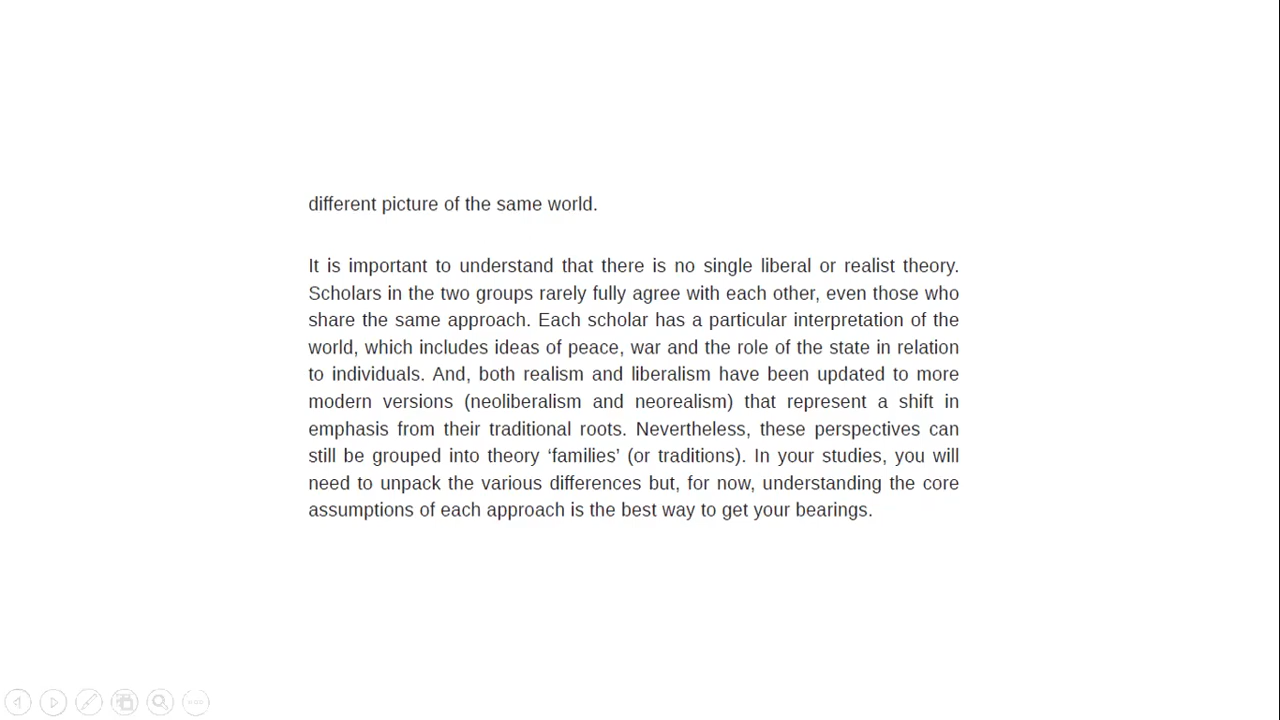 different picture of the same world.
It is important to understand that there is no single liberal or realist theory.
Scholars in the two groups rarely fully agree with each other, even those who
share the same approach. Each scholar has a particular interpretation of the
world, which includes ideas of peace, war and the role of the state in relation
to individuals. And, both realism and liberalism have been updated to more
modern versions (neoliberalism and neorealism) that represent a shift in
emphasis from their traditional roots. Nevertheless, these perspectives can
still be grouped into theory ‘families’ (or traditions). In your studies, you will
need to unpack the various differences but, for now, understanding the core
assumptions of each approach is the best way to get your bearings.